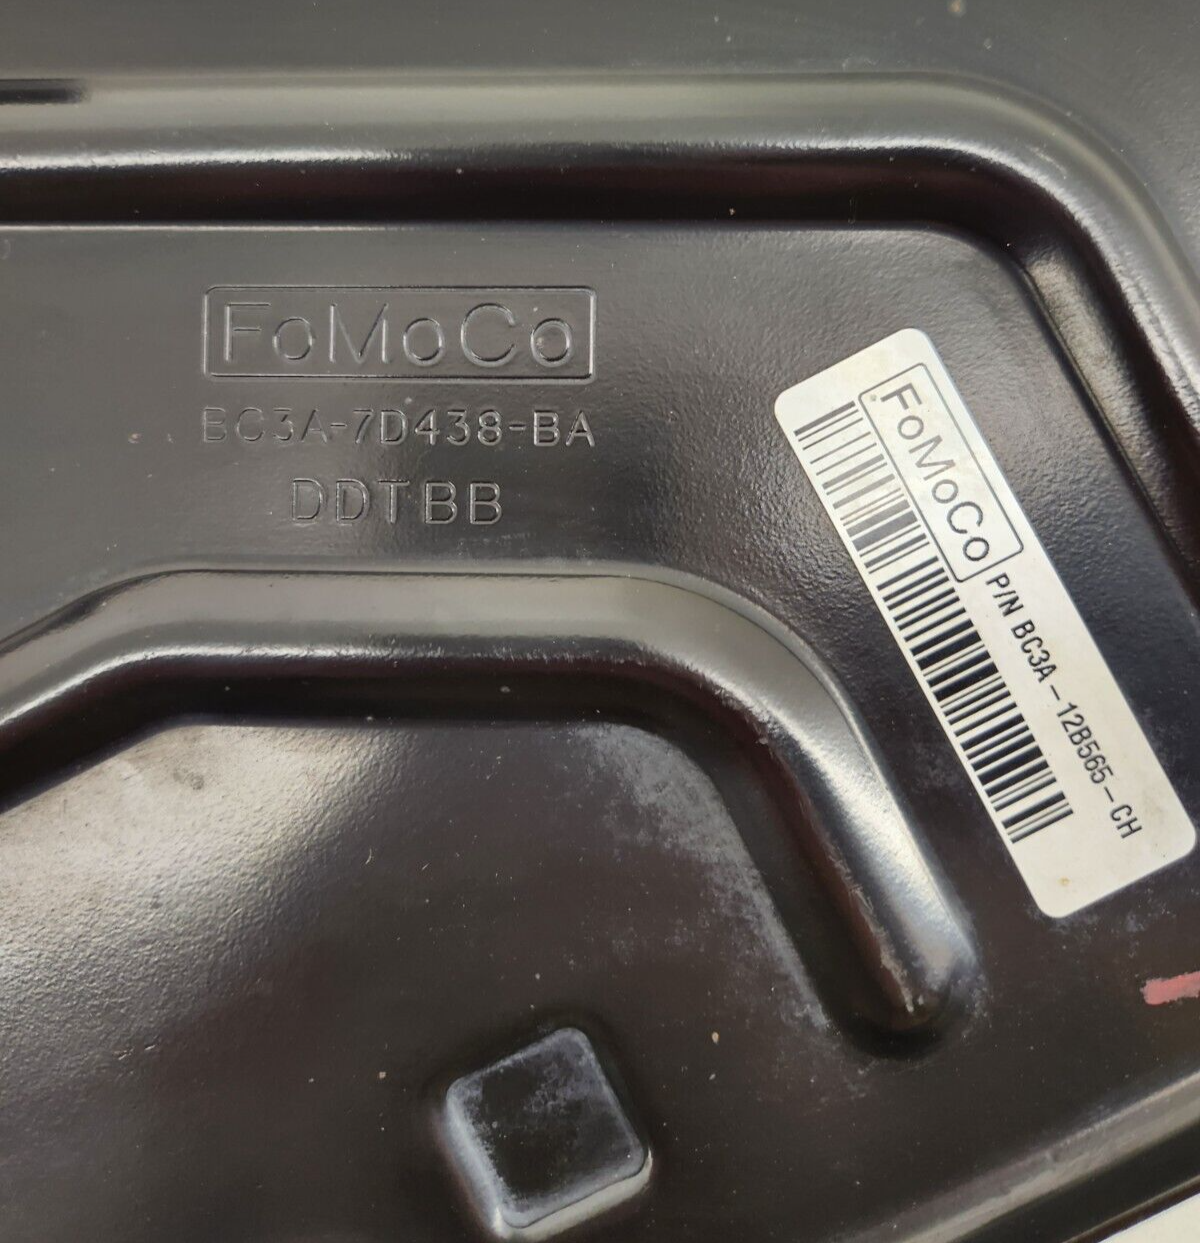 FoMoCo
BC3A-7D438-BA
DDTBB
FoMoCo
P/N BC3A-12B565-CH